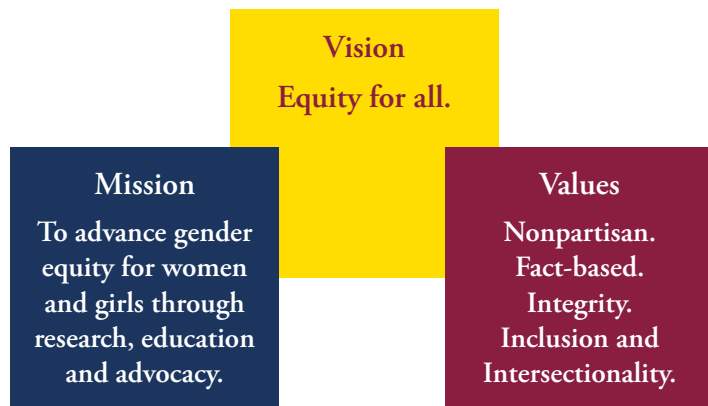 Vision
Equity for all.
Mission
To advance gender
equity for women
and girls through
research, education
and advocacy.
Values
Nonpartisan.
Fact-based.
Integrity.
Inclusion and
Intersectionality.